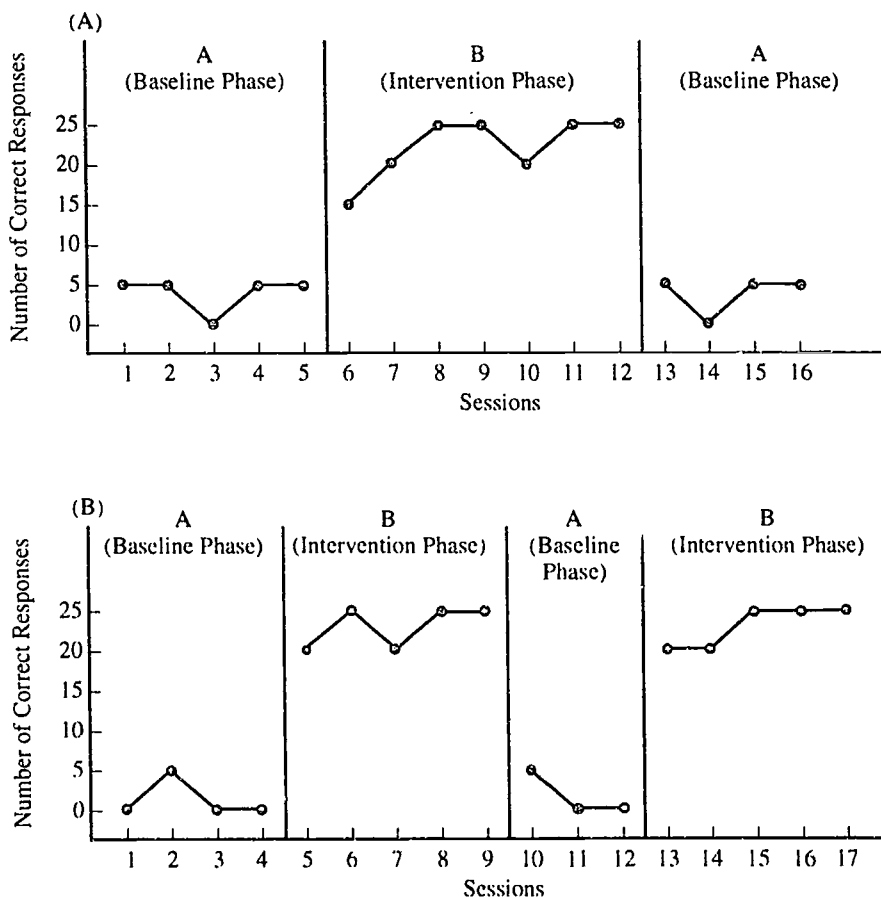 (A)
A
(Baseline Phase)
B
(Intervention Phase)
A
(Baseline Phase)
Number of Correct Responses
25
20
15
10
5
0
1 2 3 4 5 6 7 8 9 10 11 12 13 14 15 16
Sessions
(B)
A
(Baseline Phase)
B
(Intervention Phase)
A
(Baseline
Phase)
B
(Intervention Phase)
Number of Correct Responses
25
20
15
10
5
0
1 2 3 4 5 6 7 8 9 10 11 12 13 14 15 16 17
Sessions